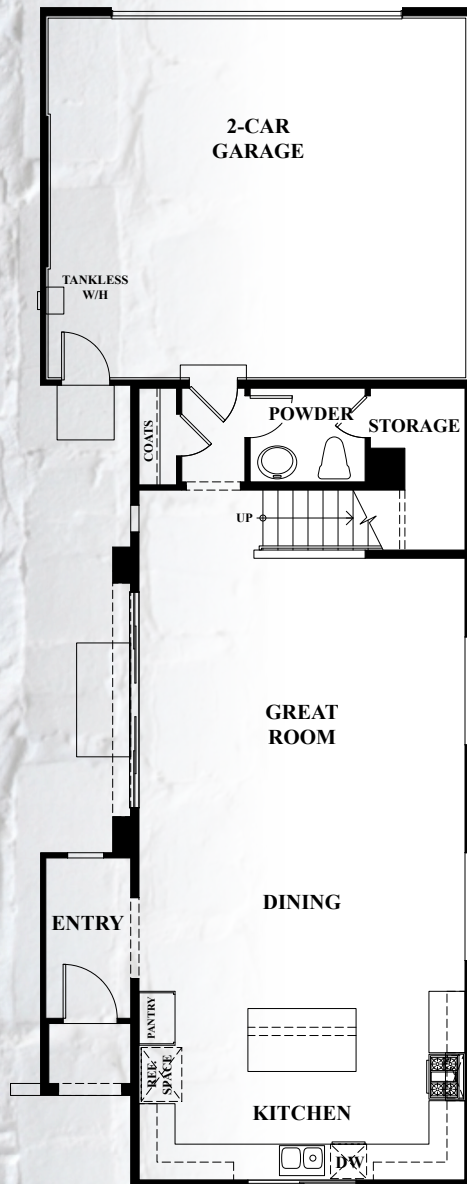 2-CAR
GARAGE
TANKLESS
W/H
COATS
POWDER
STORAGE
UP
GREAT
ROOM
DINING
ENTRY
PANTRY
REF.
SPACE
KITCHEN
DW